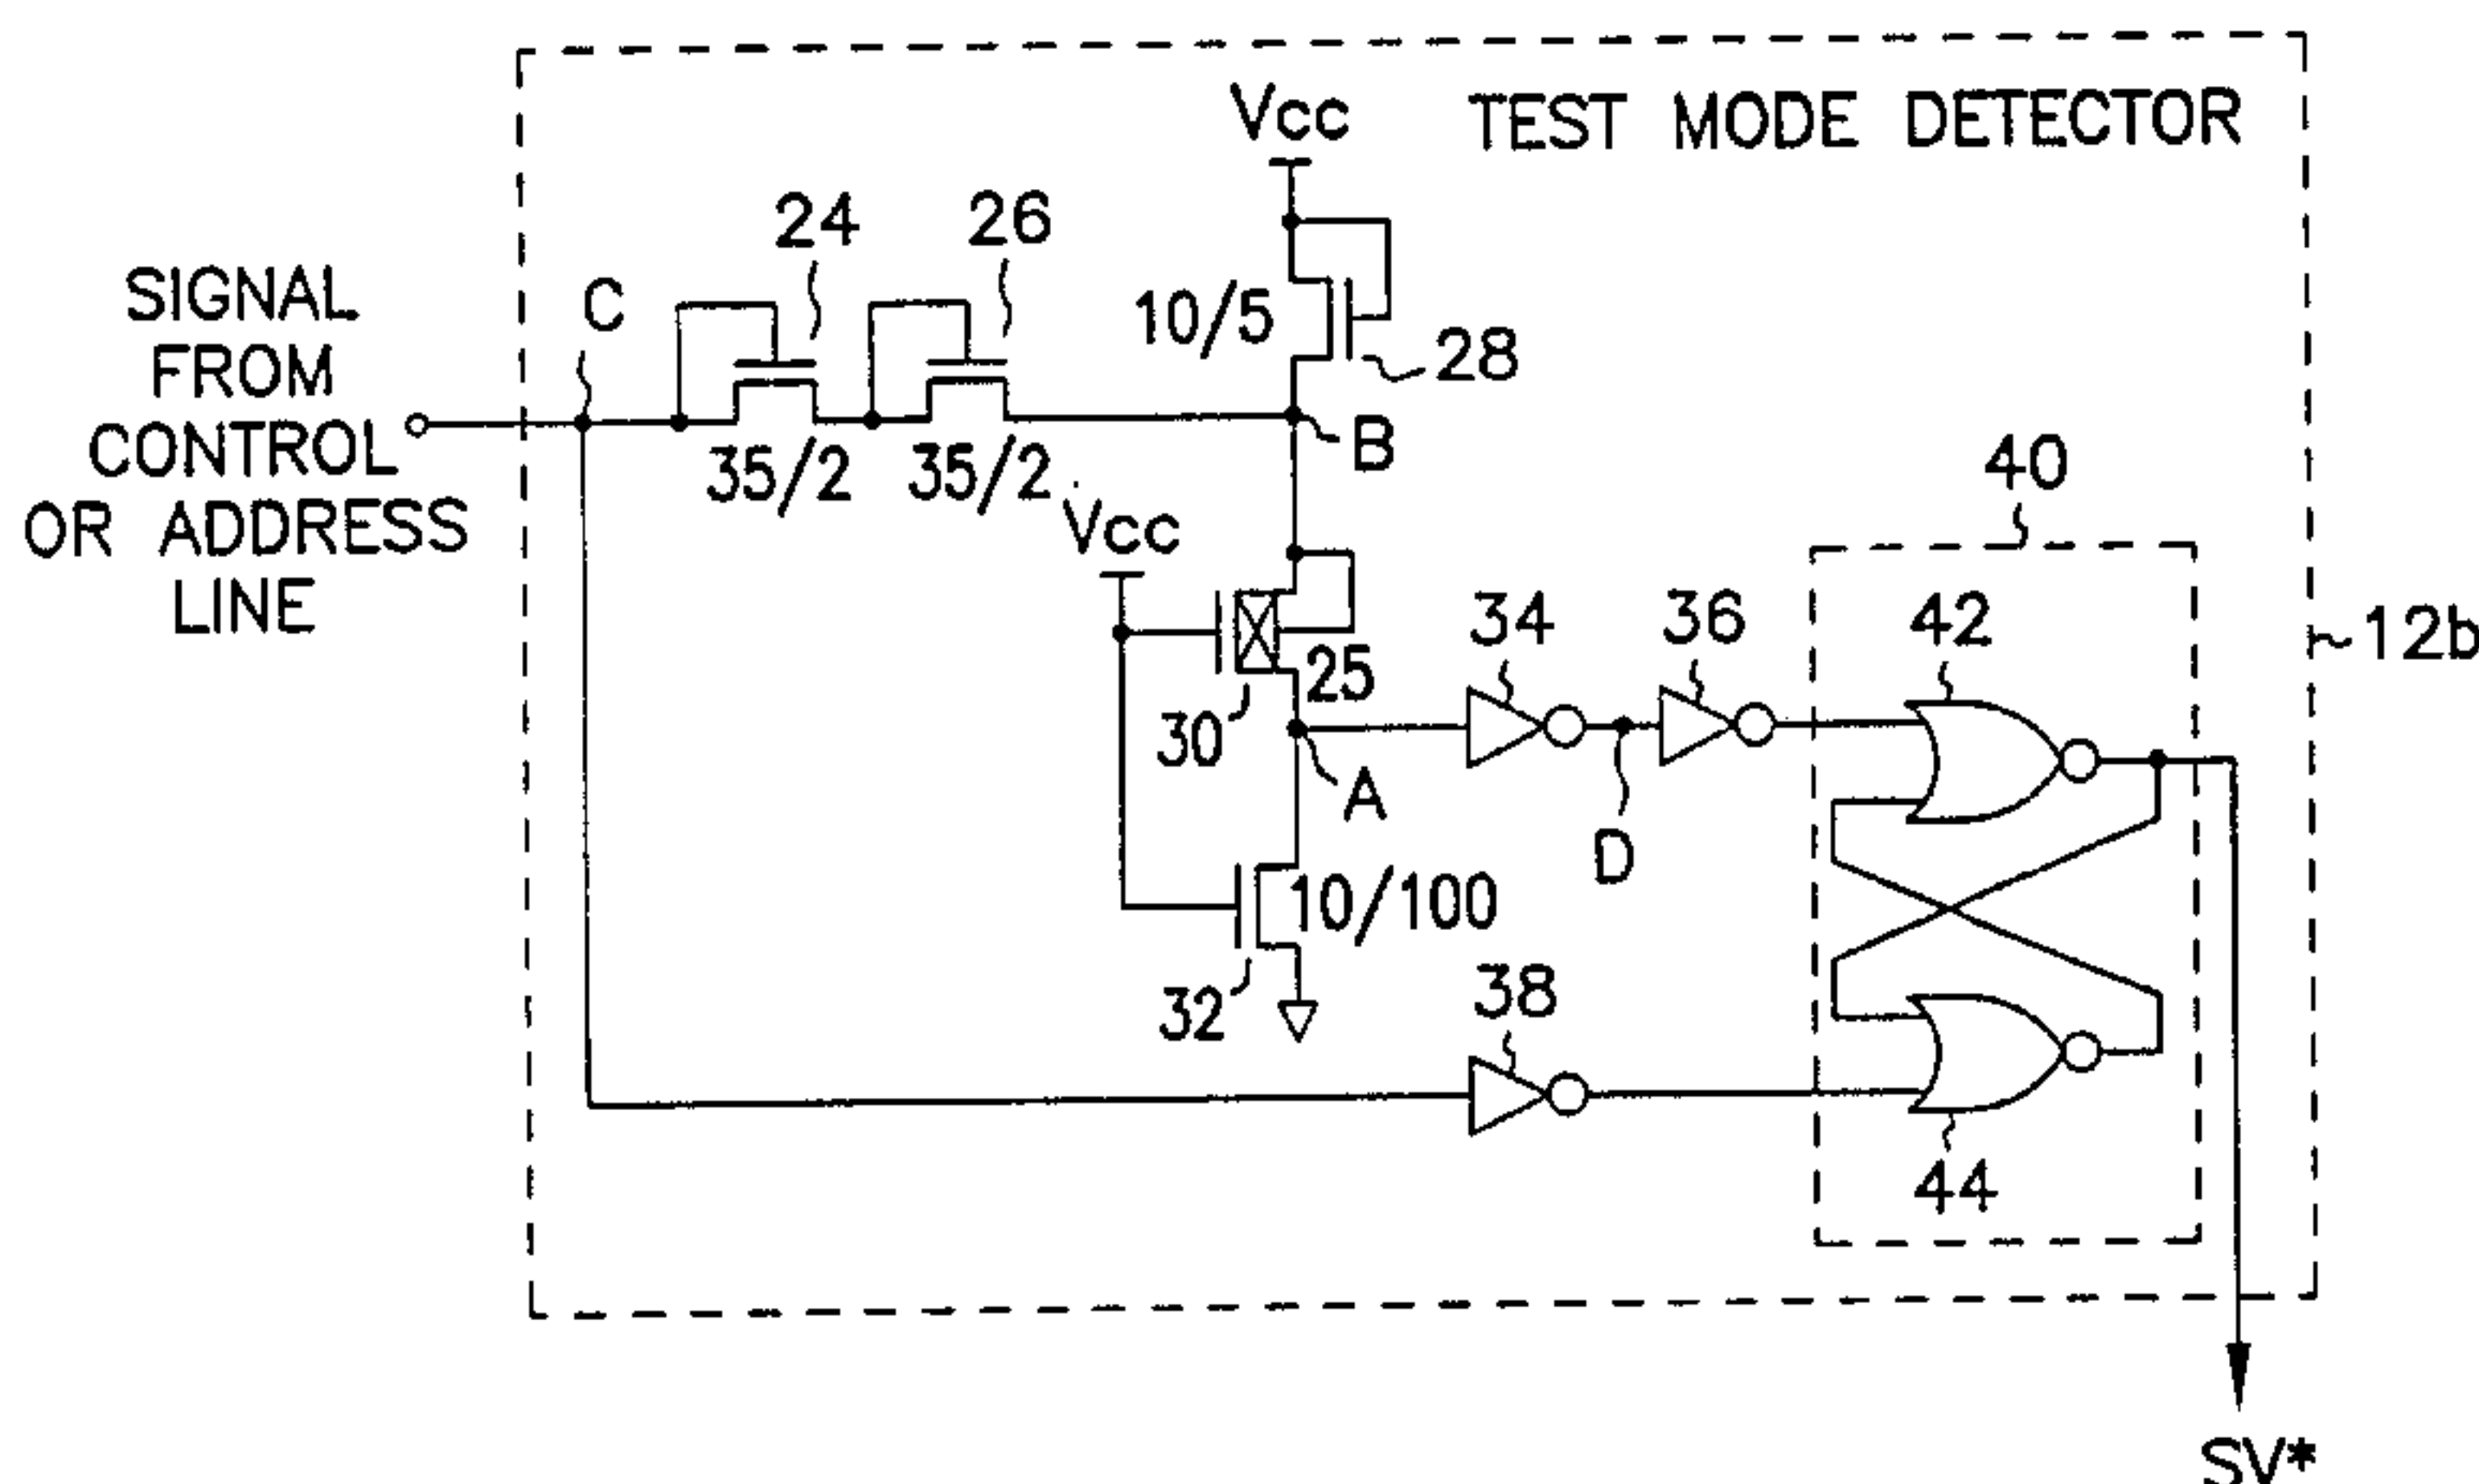 TEST MODE DETECTOR
Vcc
24
26
SIGNAL
FROM
CONTROL
OR ADDRESS
LINE
C
10/5
28
35/2
35/2
B
Vcc
40
30
25
A
34
36
D
42
12b
10/100
32
38
44
SV*